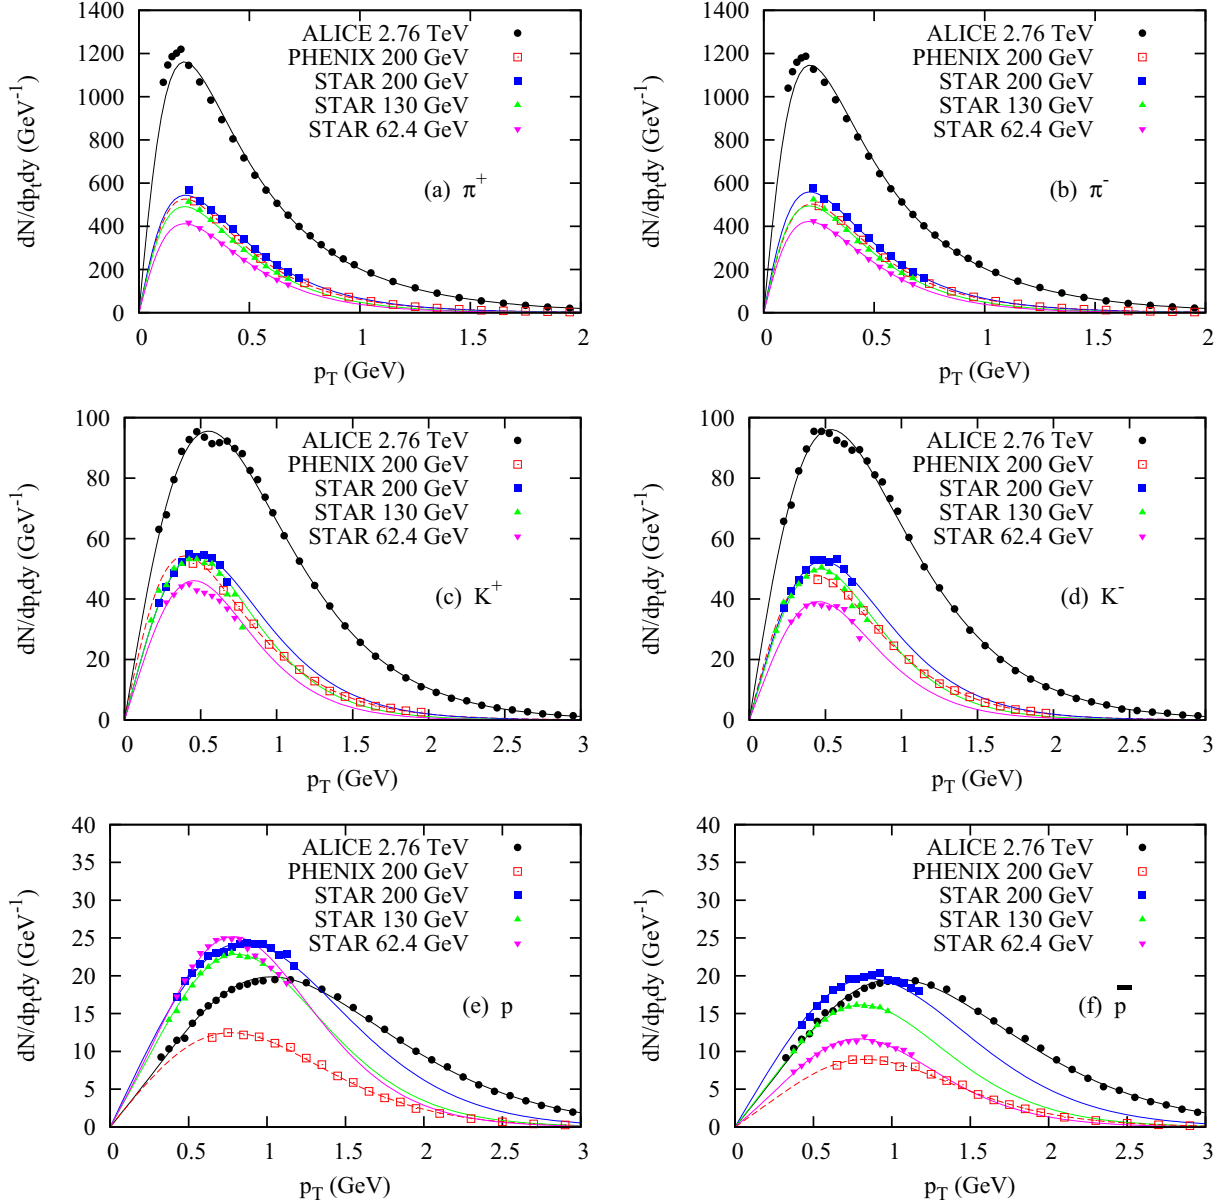 1400
1200
1000
800
600
400
200
0
dN/dp_t dy (GeV^-1)
ALICE 2.76 TeV
PHENIX 200 GeV
STAR 200 GeV
STAR 130 GeV
STAR 62.4 GeV
(a) π^+
0 0.5 1 1.5 2
p_T (GeV)
1400
1200
1000
800
600
400
200
0
dN/dp_t dy (GeV^-1)
ALICE 2.76 TeV
PHENIX 200 GeV
STAR 200 GeV
STAR 130 GeV
STAR 62.4 GeV
(b) π^-
0 0.5 1 1.5 2
p_T (GeV)
100
80
60
40
20
0
dN/dp_t dy (GeV^-1)
ALICE 2.76 TeV
PHENIX 200 GeV
STAR 200 GeV
STAR 130 GeV
STAR 62.4 GeV
(c) K^+
0 0.5 1 1.5 2 2.5 3
p_T (GeV)
100
80
60
40
20
0
dN/dp_t dy (GeV^-1)
ALICE 2.76 TeV
PHENIX 200 GeV
STAR 200 GeV
STAR 130 GeV
STAR 62.4 GeV
(d) K^-
0 0.5 1 1.5 2 2.5 3
p_T (GeV)
40
35
30
25
20
15
10
5
0
dN/dp_t dy (GeV^-1)
ALICE 2.76 TeV
PHENIX 200 GeV
STAR 200 GeV
STAR 130 GeV
STAR 62.4 GeV
(e) p
0 0.5 1 1.5 2 2.5 3
p_T (GeV)
40
35
30
25
20
15
10
5
0
dN/dp_t dy (GeV^-1)
ALICE 2.76 TeV
PHENIX 200 GeV
STAR 200 GeV
STAR 130 GeV
STAR 62.4 GeV
(f) p̄
0 0.5 1 1.5 2 2.5 3
p_T (GeV)